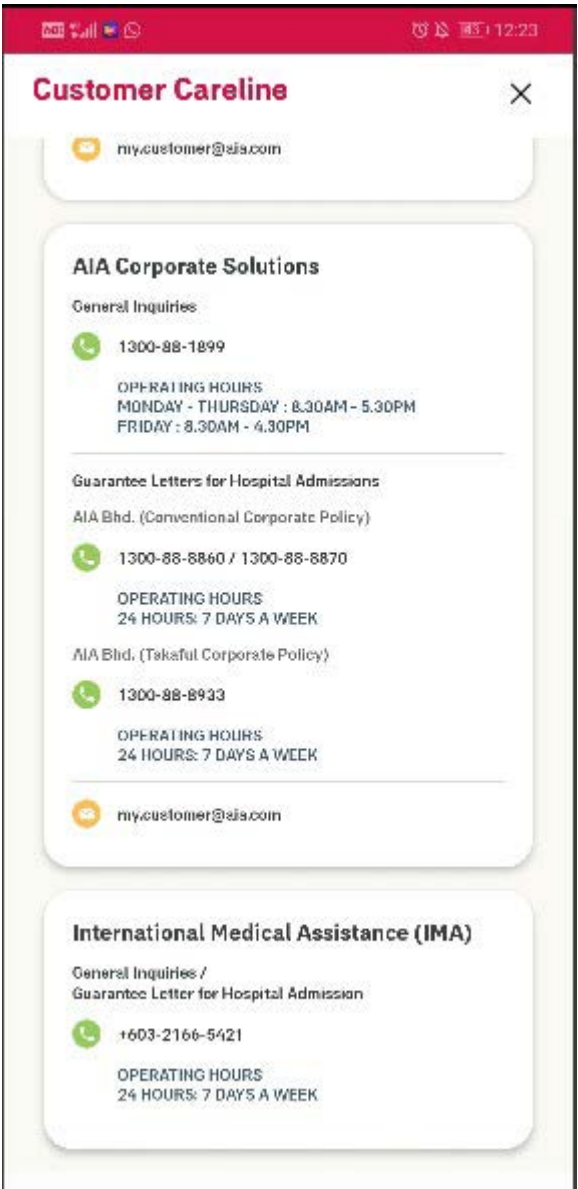 12:23
Customer Careline
my.customer@aia.com
AIA Corporate Solutions
General Inquiries
1300-88-1899
OPERATING HOURS
MONDAY - THURSDAY : 8.30AM - 5.30PM
FRIDAY : 8.30AM - 4.30PM
Guarantee Letters for Hospital Admissions
AIA Bhd. (Conventional Corporate Policy)
1300-88-8860 / 1300-88-8870
OPERATING HOURS
24 HOURS: 7 DAYS A WEEK
AIA Bhd. (Takaful Corporate Policy)
1300-88-8933
OPERATING HOURS
24 HOURS: 7 DAYS A WEEK
my.customer@aia.com
International Medical Assistance (IMA)
General Inquiries /
Guarantee Letter for Hospital Admission
+603-2166-5421
OPERATING HOURS
24 HOURS: 7 DAYS A WEEK